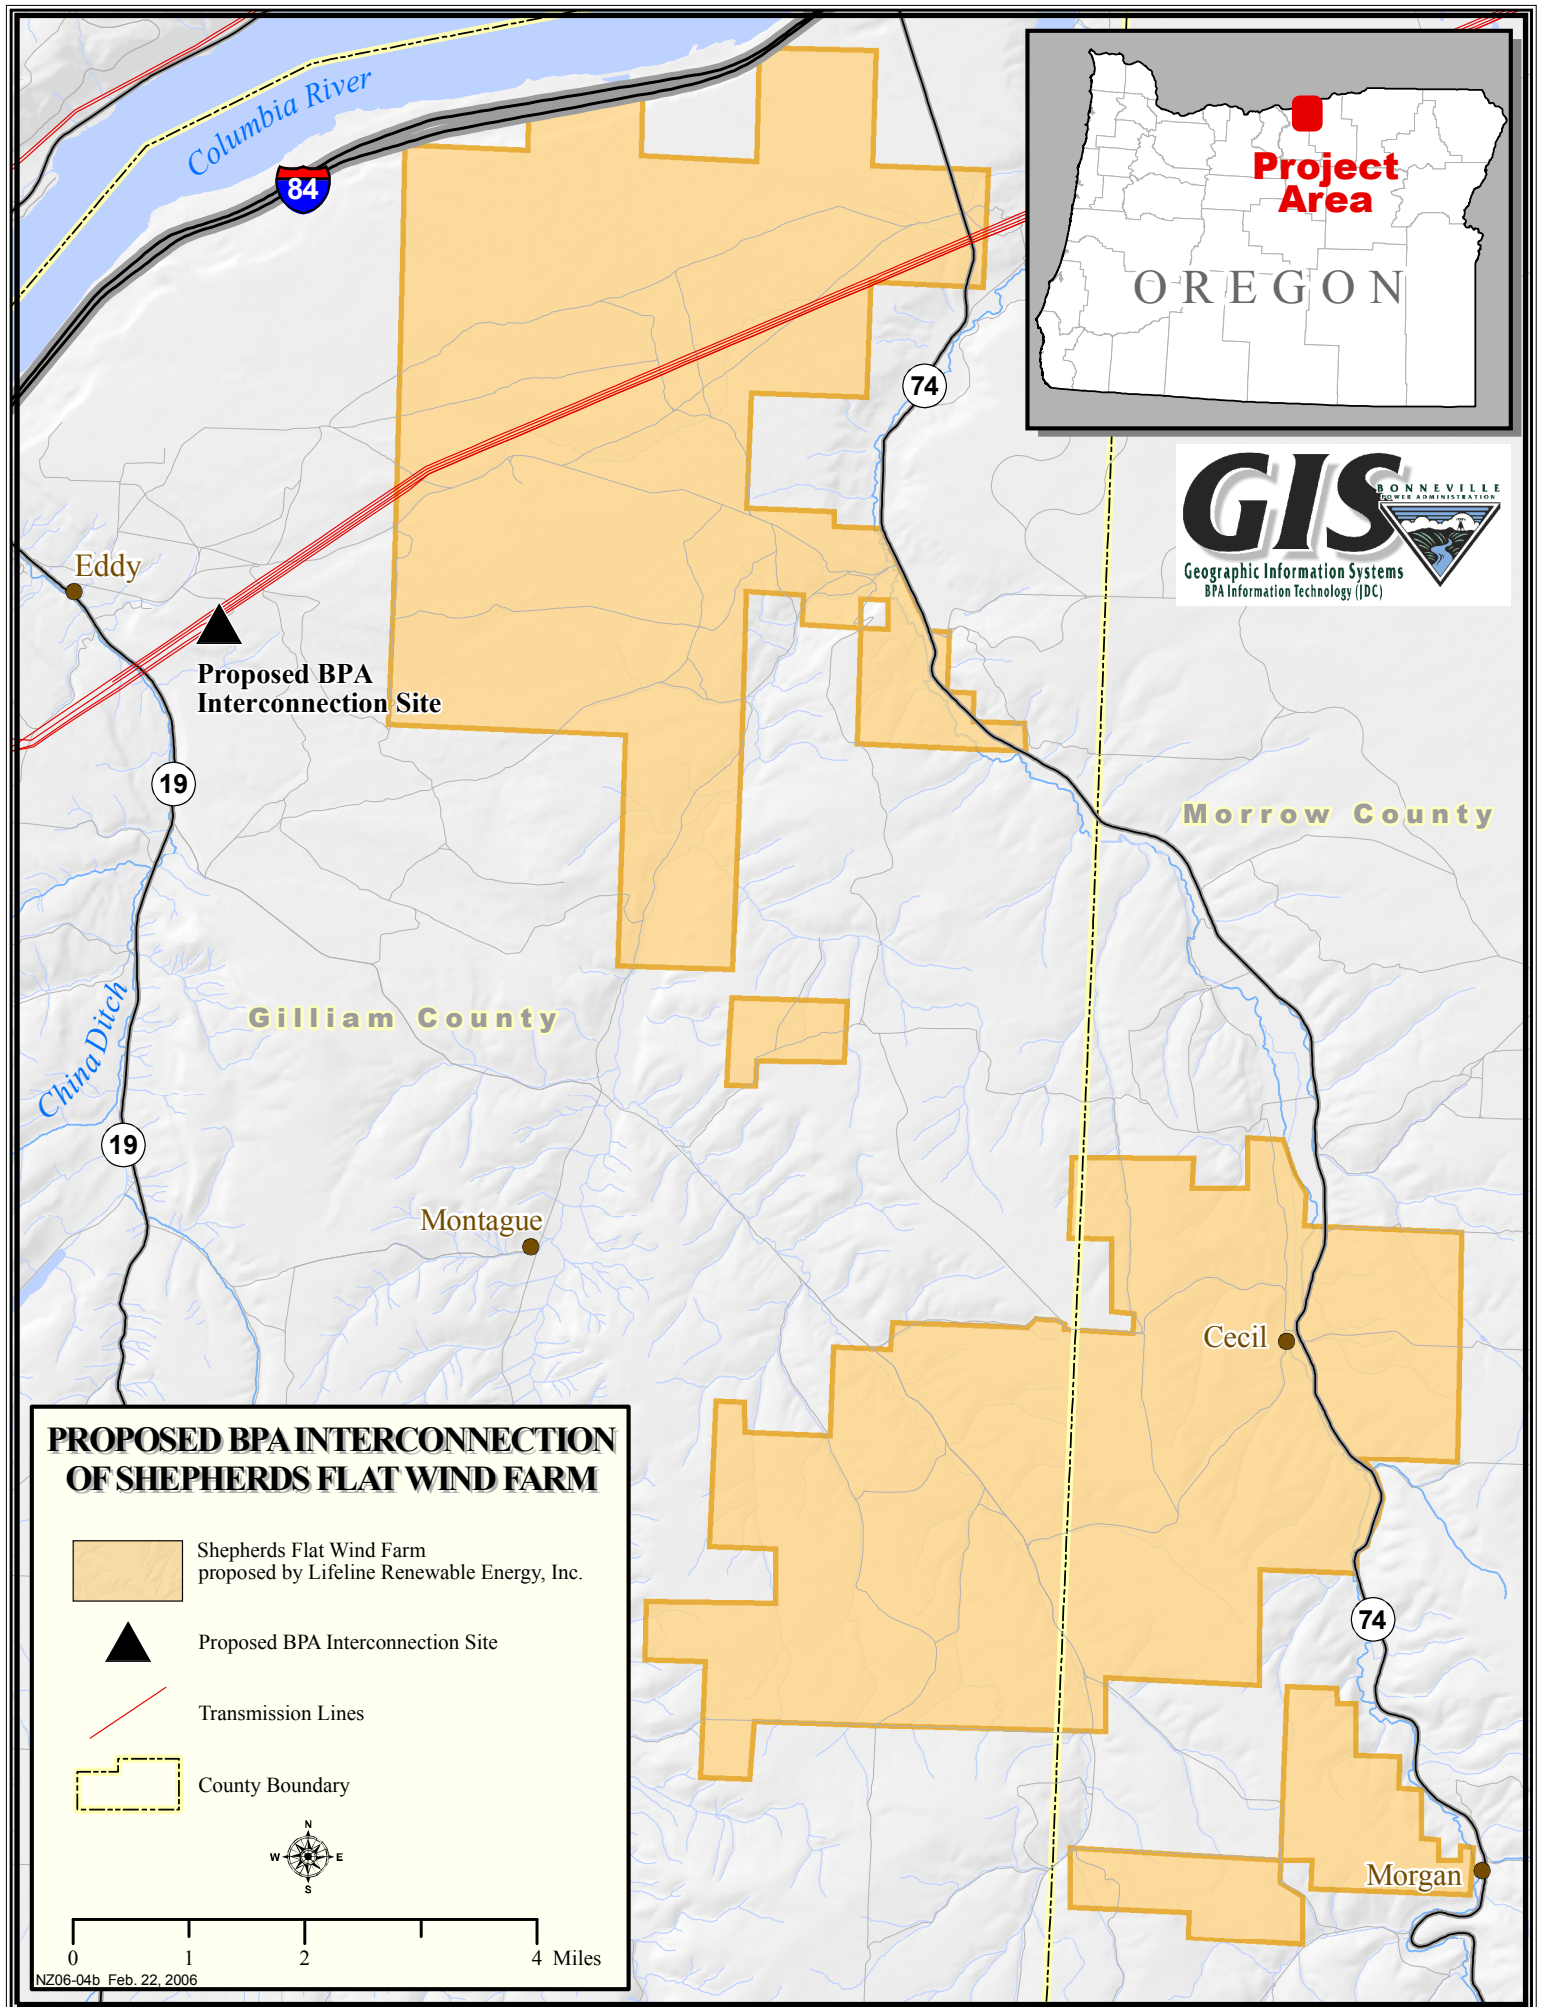 Columbia River
84
Project
Area
OREGON
74
GIS
BONNEVILLE
POWER ADMINISTRATION
Geographic Information Systems
BPA Information Technology (JDC)
Eddy
Proposed BPA
Interconnection Site
19
Morrow County
Gilliam County
China Ditch
19
Montague
Cecil
74
Morgan
PROPOSED BPA INTERCONNECTION
OF SHEPHERDS FLAT WIND FARM
Shepherds Flat Wind Farm
proposed by Lifeline Renewable Energy, Inc.
Proposed BPA Interconnection Site
Transmission Lines
County Boundary
N
W E
S
0 1 2 4 Miles
NZ06-04b Feb. 22, 2006